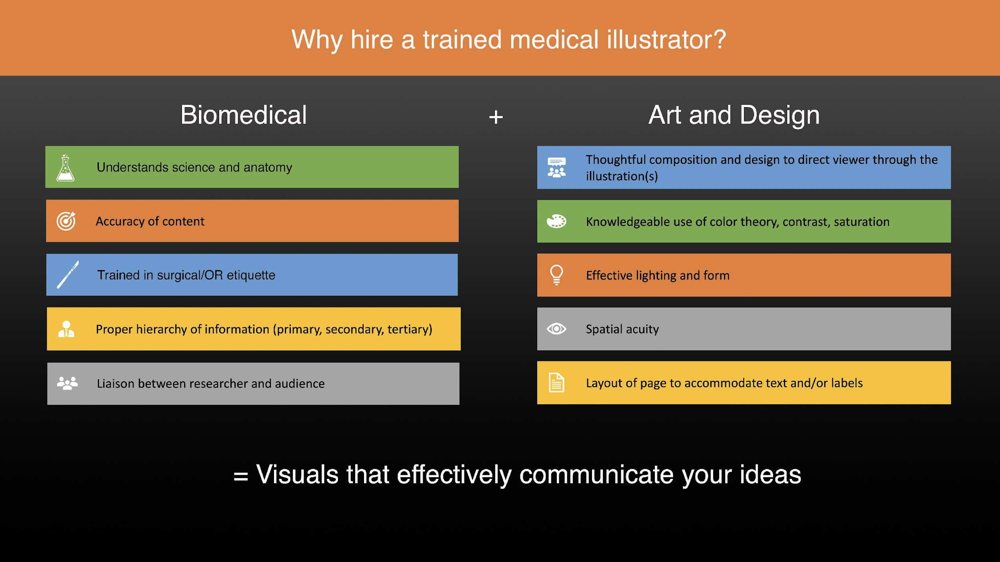 Why hire a trained medical illustrator?
Biomedical
+
Art and Design
Understands science and anatomy
Accuracy of content
Trained in surgical/OR etiquette
Proper hierarchy of information (primary, secondary, tertiary)
Liaison between researcher and audience
Thoughtful composition and design to direct viewer through the
illustration(s)
Knowledgeable use of color theory, contrast, saturation
Effective lighting and form
Spatial acuity
Layout of page to accommodate text and/or labels
= Visuals that effectively communicate your ideas